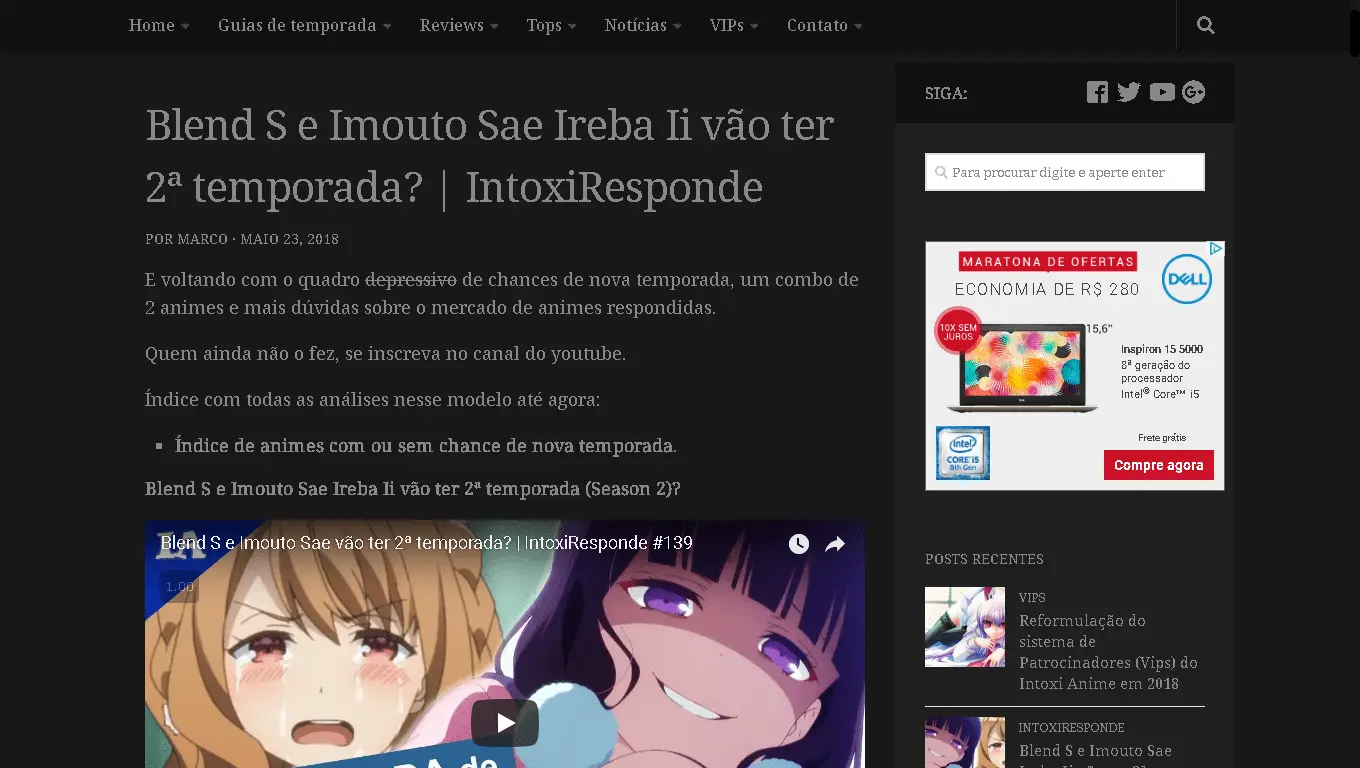 Home Guias de temporada Reviews Tops Notícias VIPs Contato
Blend S e Imouto Sae Ireba Ii vão ter
2ª temporada? | IntoxiResponde
POR MARCO · MAIO 23, 2018
E voltando com o quadro depressivo de chances de nova temporada, um combo de
2 animes e mais dúvidas sobre o mercado de animes respondidas.
Quem ainda não o fez, se inscreva no canal do youtube.
Índice com todas as análises nesse modelo até agora:
Índice de animes com ou sem chance de nova temporada.
Blend S e Imouto Sae Ireba Ii vão ter 2ª temporada (Season 2)?
Blend S e Imouto Sae vão ter 2ª temporada? | IntoxiResponde #139
1.00
SIGA:
Para procurar digite e aperte enter
MARATONA DE OFERTAS
ECONOMIA DE R$ 280
DELL
10X SEM
JUROS
15,6"
Inspiron 15 5000
8ª geração do
processador
Intel® Core™ i5
intel
CORE i5
8th Gen
Frete grátis
Compre agora
POSTS RECENTES
VIPS
Reformulação do
sistema de
Patrocinadores (Vips) do
Intoxi Anime em 2018
INTOXIRESPONDE
Blend S e Imouto Sae